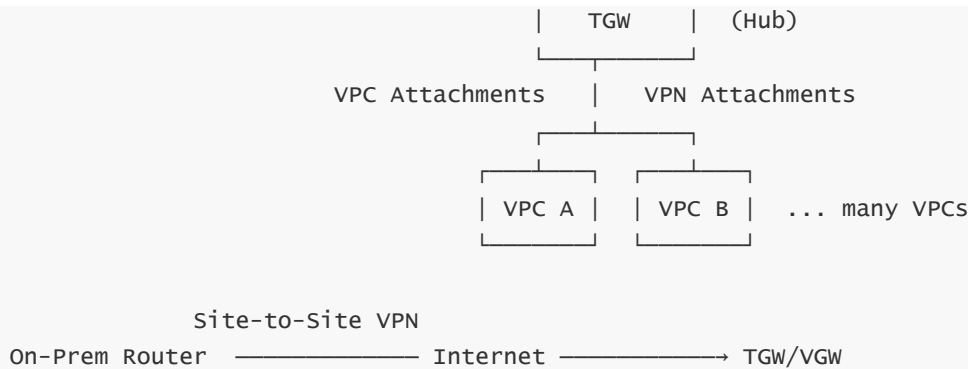 │ TGW │ (Hub)
└───┬──────┘
VPC Attachments │ VPN Attachments
┌───┴──────┐
┌───┴───┐ ┌───┴───┐
│ VPC A │ │ VPC B │ ... many VPCs
└───────┘ └───────┘
Site-to-Site VPN
On-Prem Router ───────────── Internet ───────────→ TGW/VGW